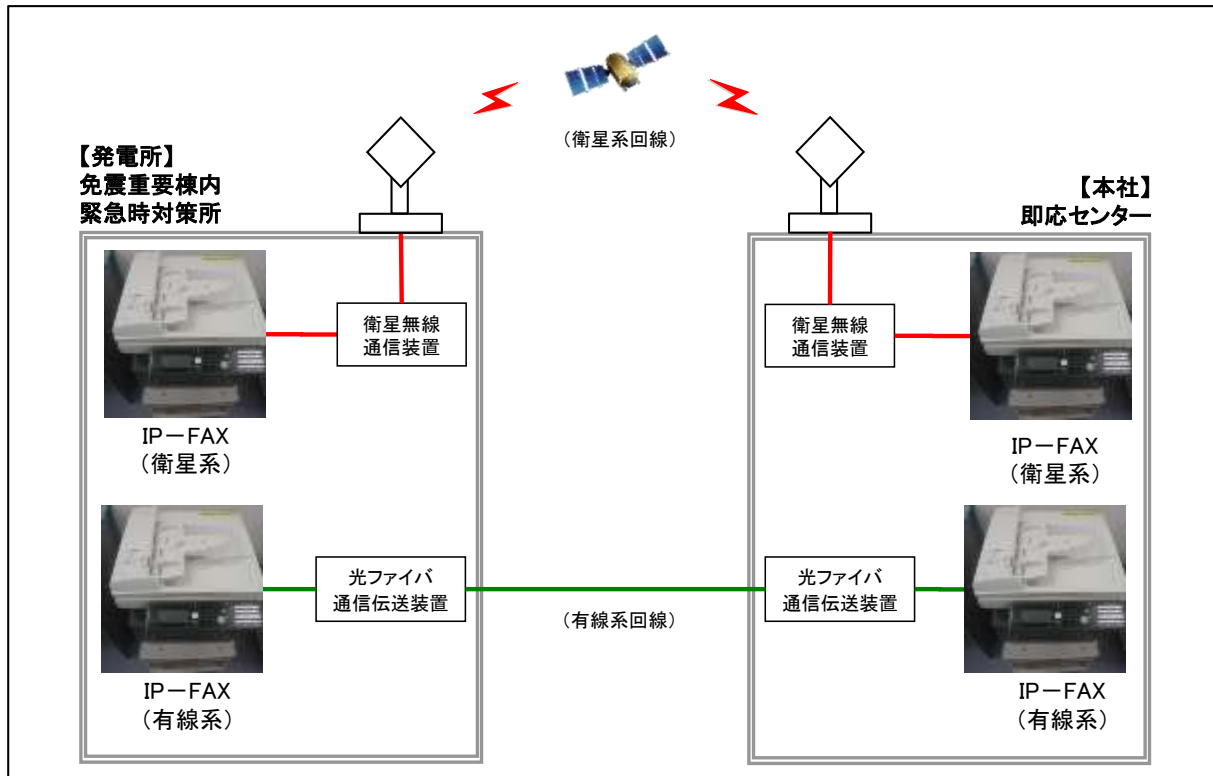 （衛星系回線）
【発電所】
免震重要棟内
緊急時対策所
【本社】
即応センター
衛星無線
通信装置
衛星無線
通信装置
IP－FAX
（衛星系）
IP－FAX
（衛星系）
光ファイバ
通信伝送装置
光ファイバ
通信伝送装置
（有線系回線）
IP－FAX
（有線系）
IP－FAX
（有線系）